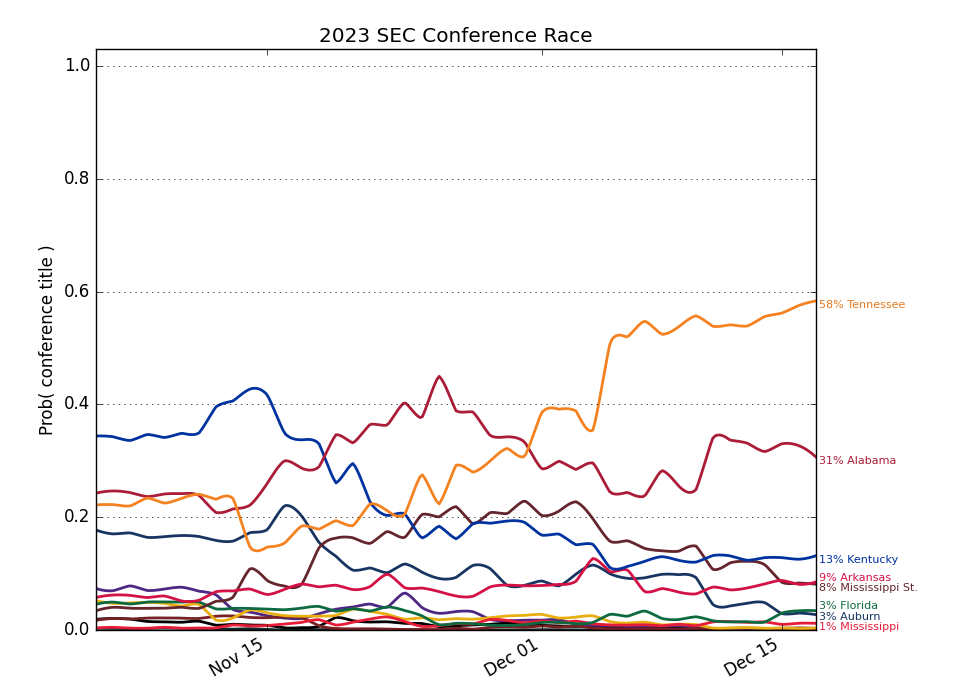 2023 SEC Conference Race
1.0
0.8
0.6
0.4
0.2
0.0
Prob( conference title )
58% Tennessee
31% Alabama
13% Kentucky
9% Arkansas
8% Mississippi St.
3% Florida
3% Auburn
1% Mississippi
Nov 15
Dec 01
Dec 15